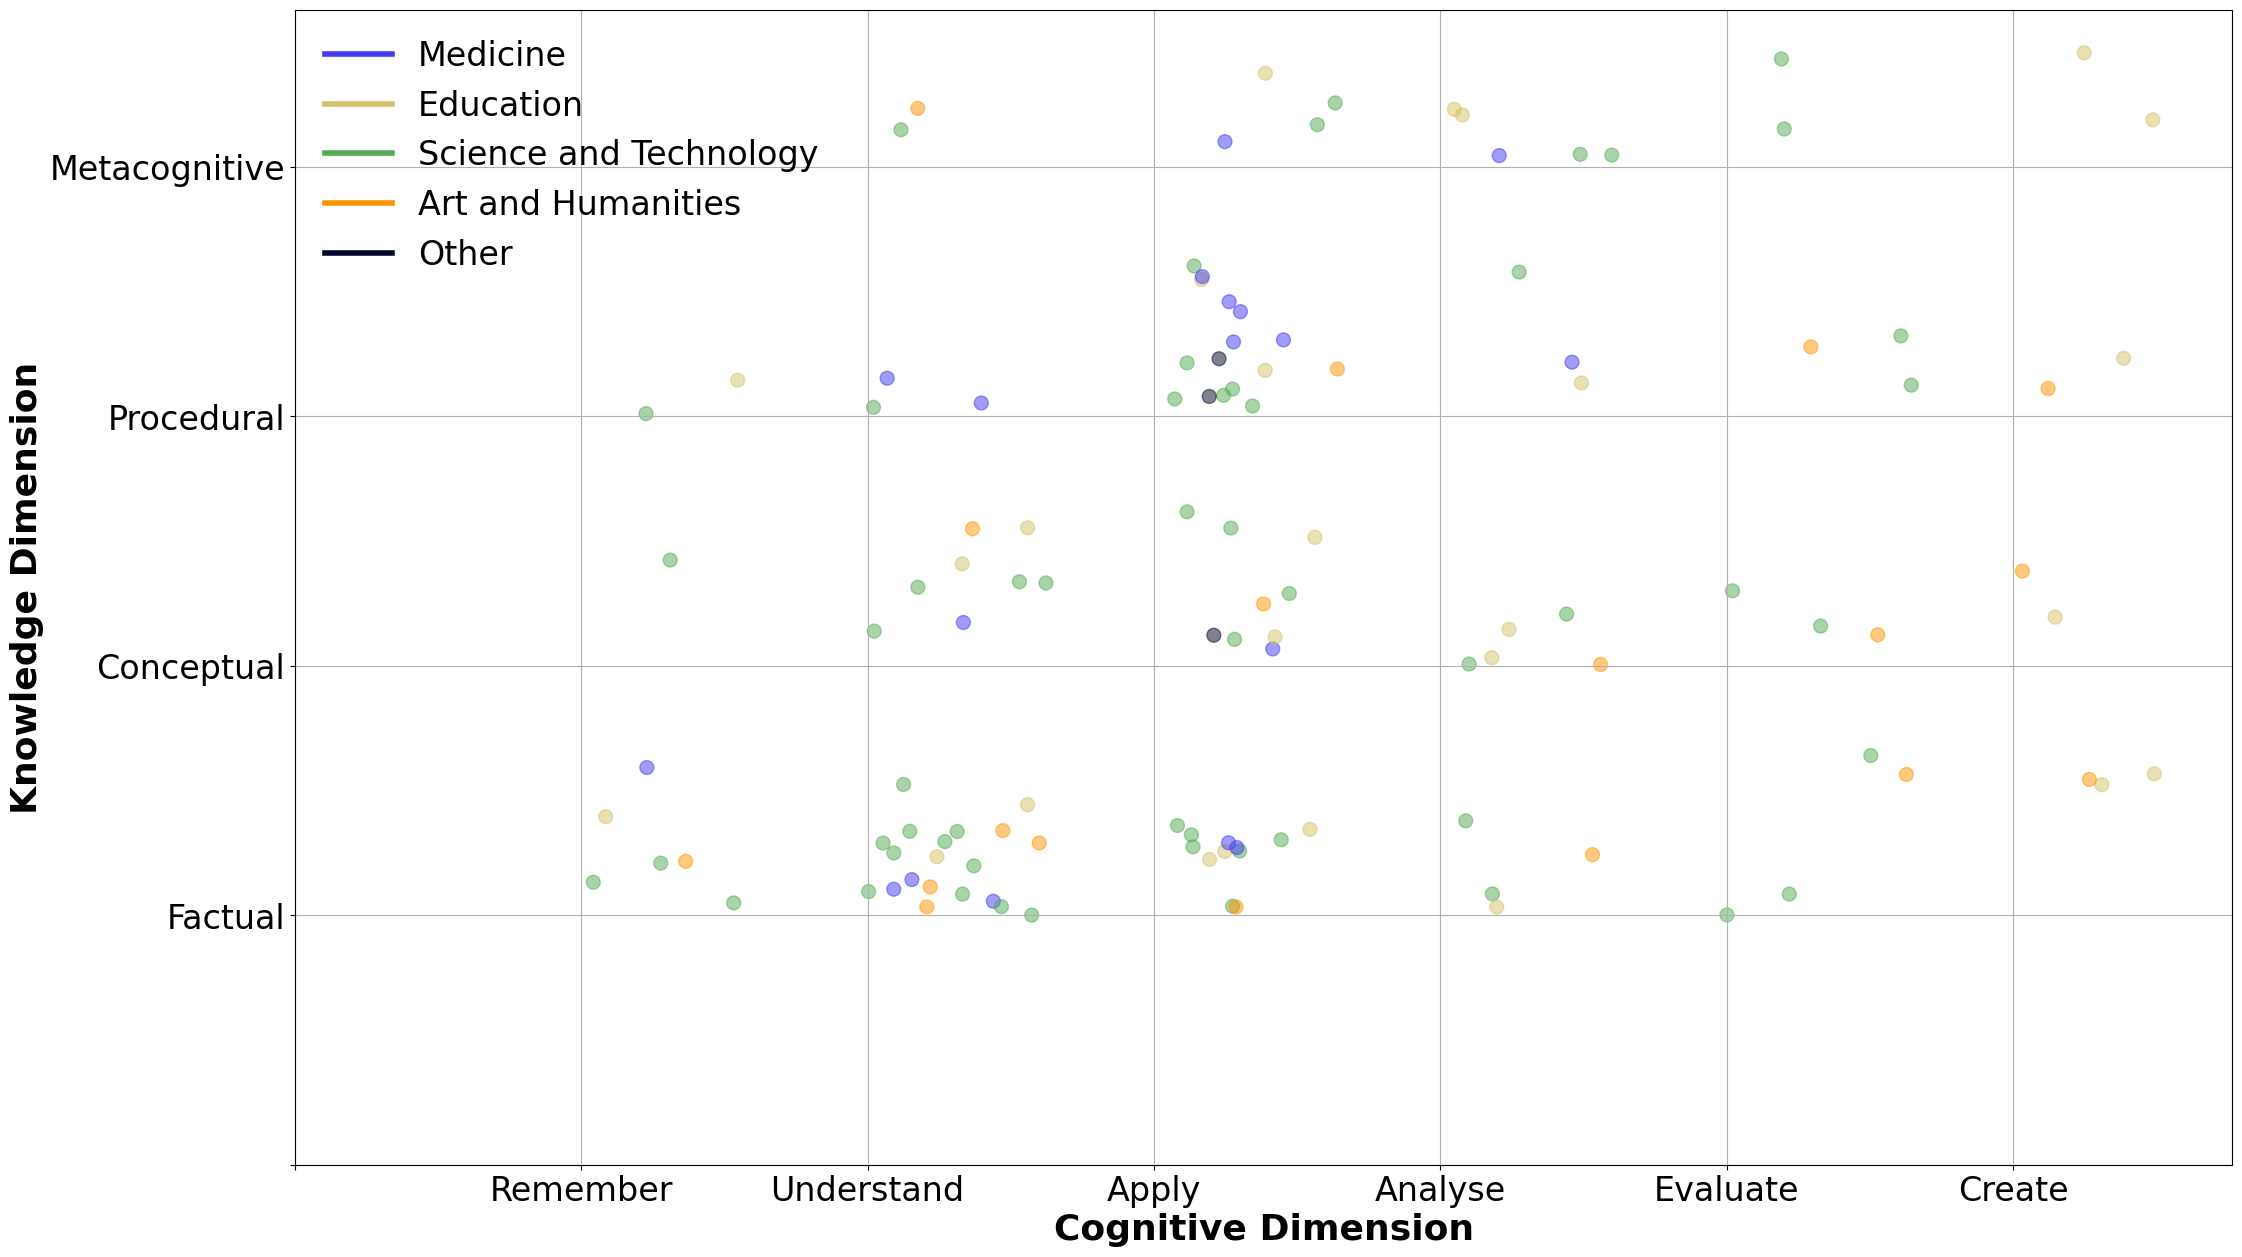 Medicine
Education
Science and Technology
Art and Humanities
Other
Metacognitive
Procedural
Conceptual
Factual
Knowledge Dimension
Remember
Understand
Apply
Analyse
Evaluate
Create
Cognitive Dimension